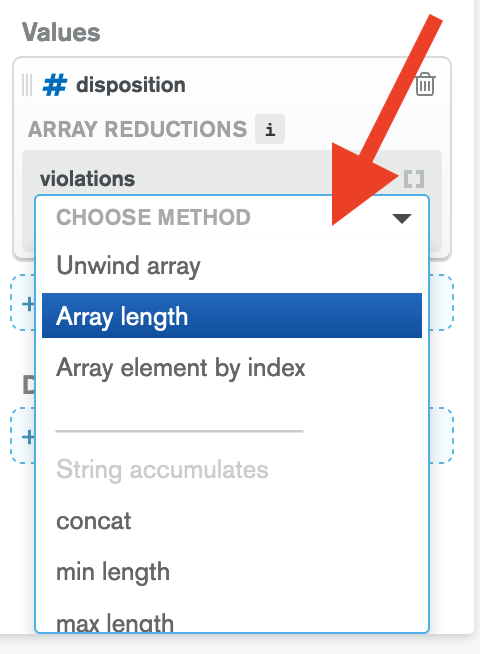 Values
# disposition
ARRAY REDUCTIONS i
violations
CHOOSE METHOD
Unwind array
Array length
Array element by index
String accumulates
concat
min length
max length